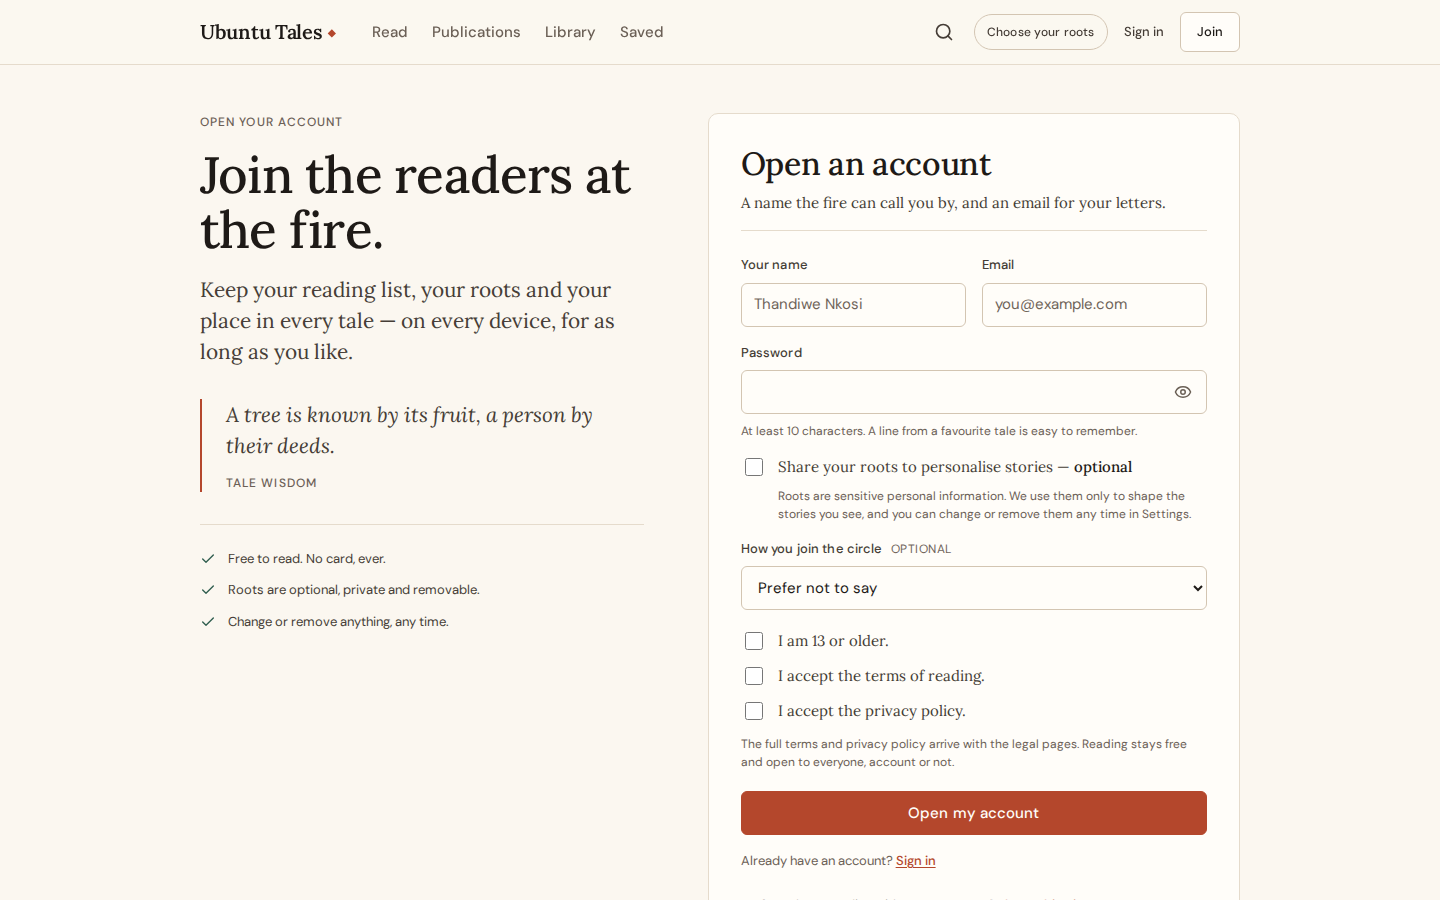 Ubuntu Tales
Read
Publications
Library
Saved
Choose your roots
Sign in
Join
OPEN YOUR ACCOUNT
Join the readers at
the fire.
Keep your reading list, your roots and your
place in every tale — on every device, for as
long as you like.
A tree is known by its fruit, a person by
their deeds.
TALE WISDOM
Free to read. No card, ever.
Roots are optional, private and removable.
Change or remove anything, any time.
Open an account
A name the fire can call you by, and an email for your letters.
Your name
Email
Thandiwe Nkosi
you@example.com
Password
At least 10 characters. A line from a favourite tale is easy to remember.
Share your roots to personalise stories — optional
Roots are sensitive personal information. We use them only to shape the
stories you see, and you can change or remove them any time in Settings.
How you join the circle OPTIONAL
Prefer not to say
I am 13 or older.
I accept the terms of reading.
I accept the privacy policy.
The full terms and privacy policy arrive with the legal pages. Reading stays free
and open to everyone, account or not.
Open my account
Already have an account? Sign in